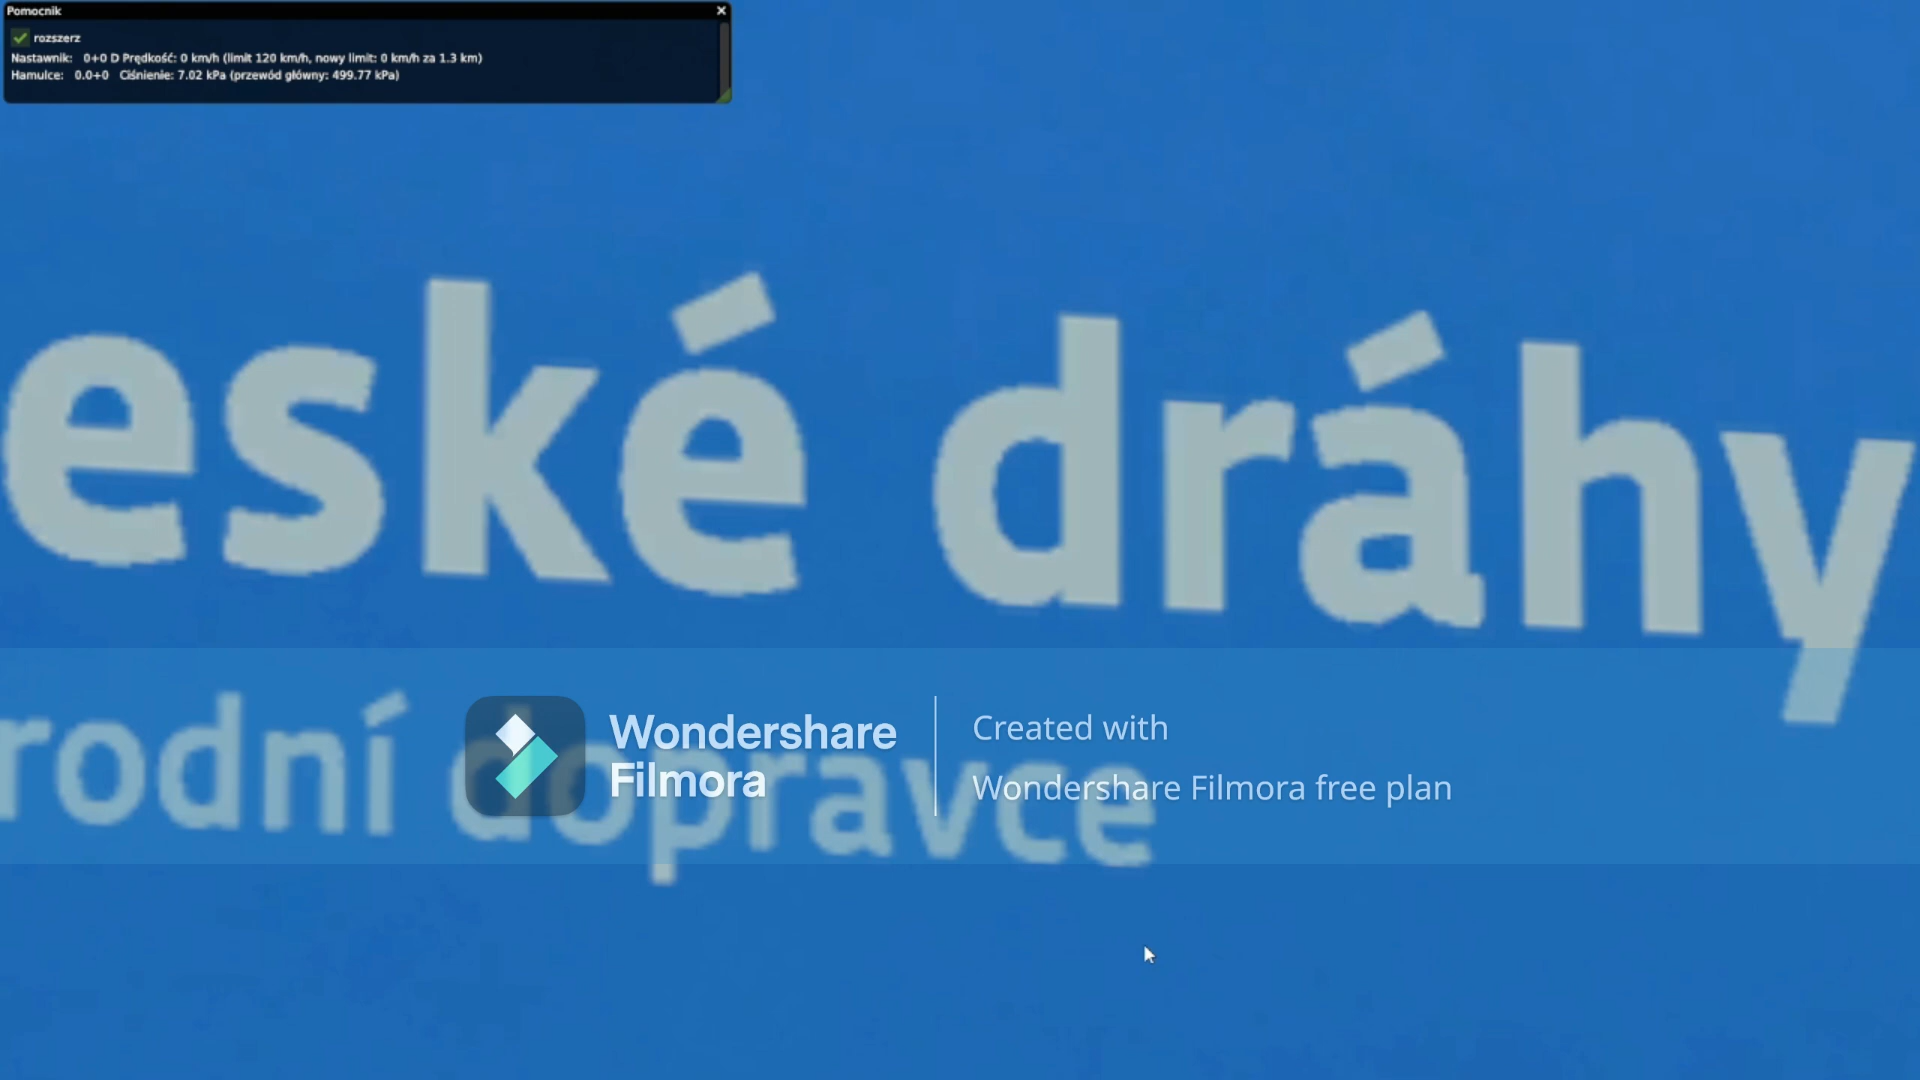 Pomocnik
rozszerz
Nastawnik: 0+0 D Prędkość: 0 km/h (limit 120 km/h, nowy limit: 0 km/h za 1.3 km)
Hamulce: 0.0+0 Ciśnienie: 7.02 kPa (przewód główny: 499.77 kPa)
eské dráhy
rodní dopravce
Wondershare
Filmora
Created with
Wondershare Filmora free plan